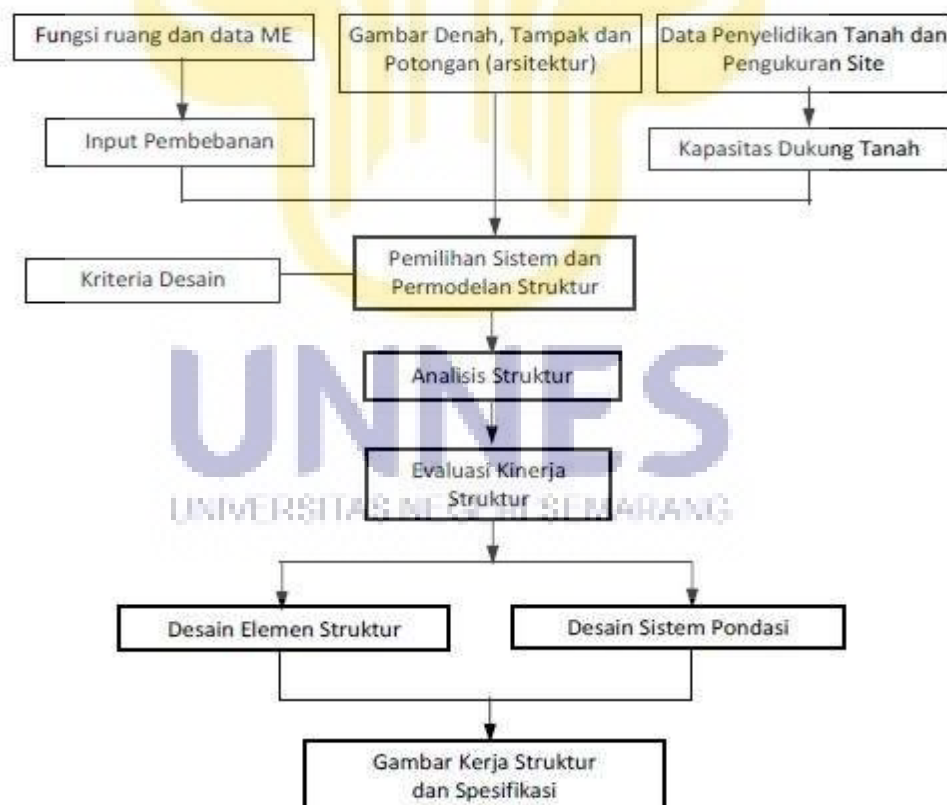 Fungsi ruang dan data ME
Gambar Denah, Tampak dan
Potongan (arsitektur)
Data Penyelidikan Tanah dan
Pengukuran Site
Input Pembebanan
Kapasitas Dukung Tanah
Kriteria Desain
Pemilihan Sistem dan
Permodelan Struktur
Analisis Struktur
UNNES
Evaluasi Kinerja
Struktur
UNIVERSITAS NEGERI SEMARANG
Desain Elemen Struktur
Desain Sistem Pondasi
Gambar Kerja Struktur
dan Spesifikasi